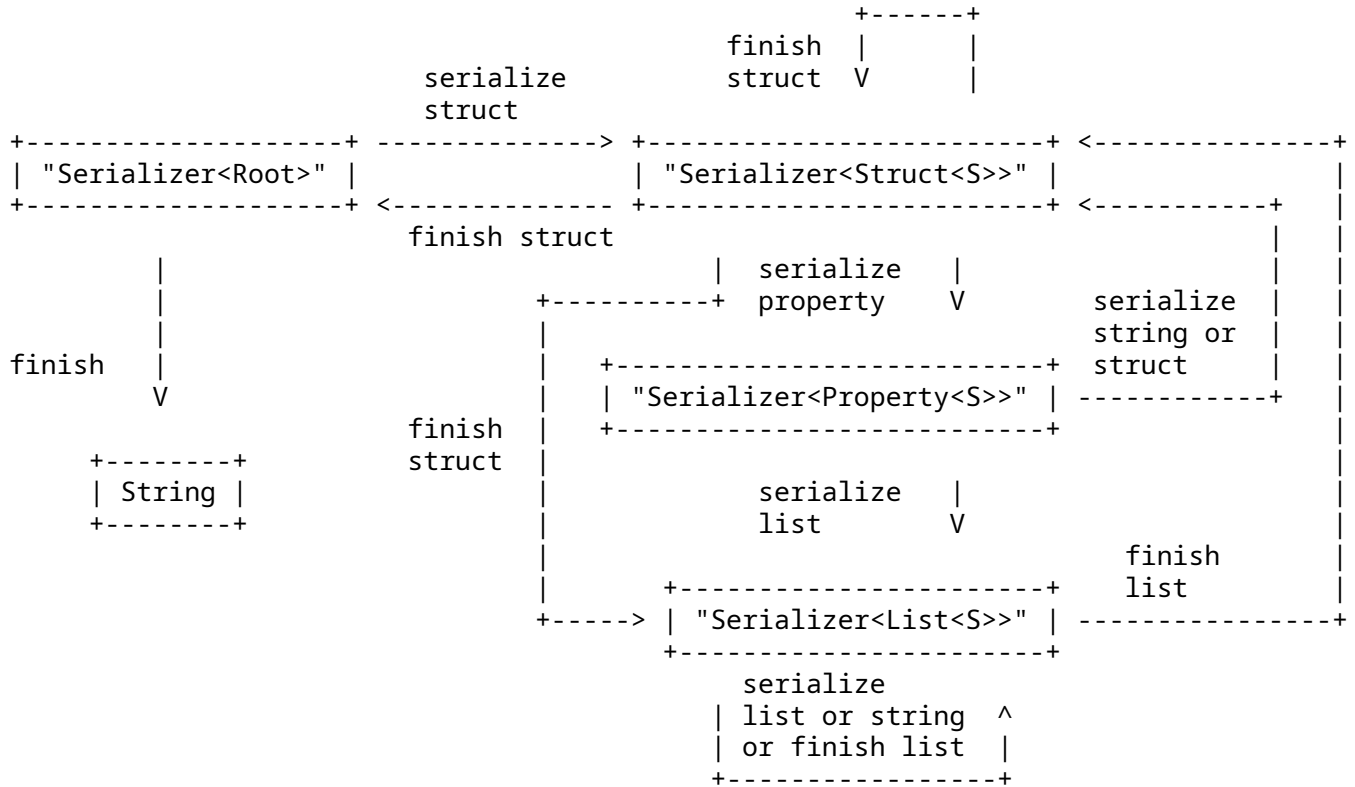 finish
struct
serialize
struct
"Serializer<Root>"
"Serializer<Struct<S>>"
finish struct
serialize
property
serialize
string or
struct
finish
"Serializer<Property<S>>"
finish
struct
String
serialize
list
finish
list
"Serializer<List<S>>"
serialize
list or string
or finish list